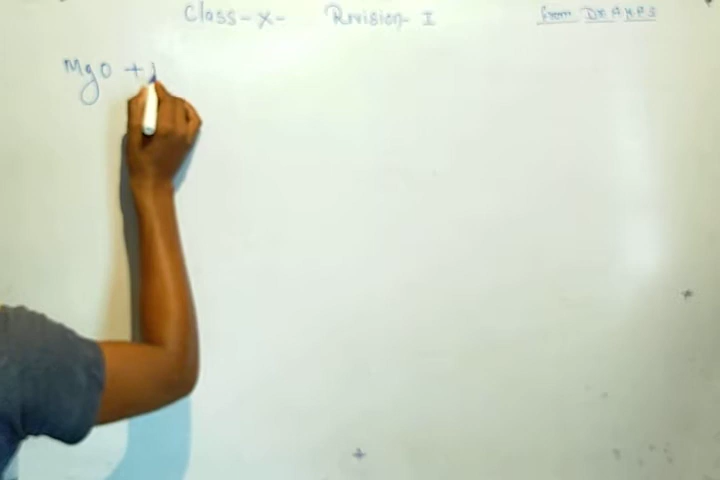 Class-X- Revision-I from Dr. A.H.P.S
MgO +